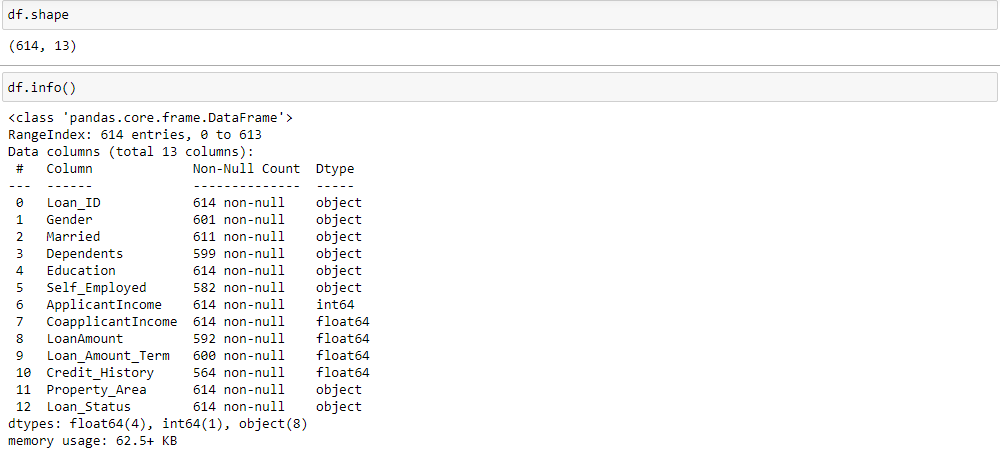 df.shape
(614, 13)
df.info()
<class 'pandas.core.frame.DataFrame'>
RangeIndex: 614 entries, 0 to 613
Data columns (total 13 columns):
 #   Column             Non-Null Count  Dtype
---  ------             --------------  -----
 0   Loan_ID            614 non-null    object
 1   Gender             601 non-null    object
 2   Married            611 non-null    object
 3   Dependents         599 non-null    object
 4   Education          614 non-null    object
 5   Self_Employed      582 non-null    object
 6   ApplicantIncome    614 non-null    int64
 7   CoapplicantIncome  614 non-null    float64
 8   LoanAmount         592 non-null    float64
 9   Loan_Amount_Term   600 non-null    float64
 10  Credit_History     564 non-null    float64
 11  Property_Area      614 non-null    object
 12  Loan_Status        614 non-null    object
dtypes: float64(4), int64(1), object(8)
memory usage: 62.5+ KB